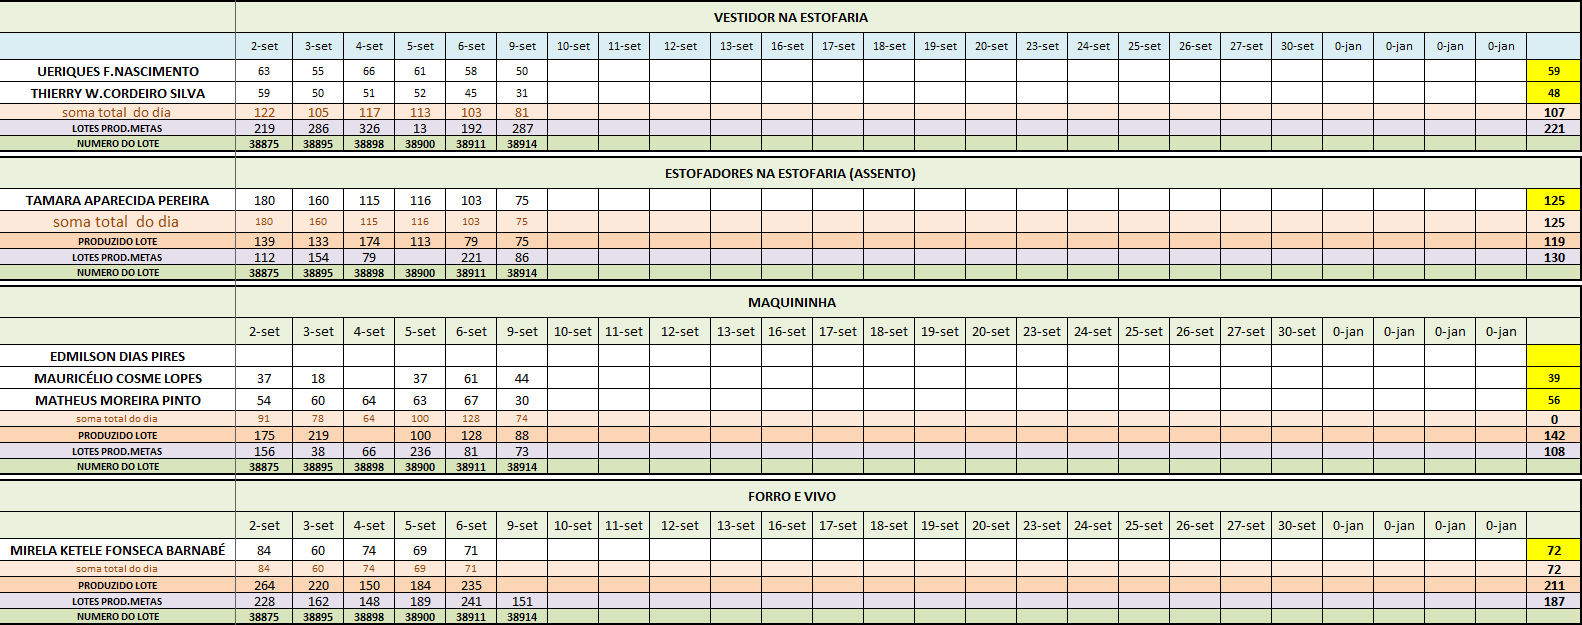 VESTIDOR NA ESTOFARIA
2-set 3-set 4-set 5-set 6-set 9-set 10-set 11-set 12-set 13-set 16-set 17-set 18-set 19-set 20-set 23-set 24-set 25-set 26-set 27-set 30-set 0-jan 0-jan 0-jan 0-jan
UERIQUES F.NASCIMENTO 63 55 66 61 58 50 59
THIERRY W.CORDEIRO SILVA 59 50 51 52 45 31 48
soma total do dia 122 105 117 113 103 81 107
LOTES PROD.METAS 219 286 326 13 192 287 221
NUMERO DO LOTE 38875 38895 38898 38900 38911 38914
ESTOFADORES NA ESTOFARIA (ASSENTO)
TAMARA APARECIDA PEREIRA 180 160 115 116 103 75 125
soma total do dia 180 160 115 116 103 75 125
PRODUZIDO LOTE 139 133 174 113 79 75 119
LOTES PROD.METAS 112 154 79 221 86 130
NUMERO DO LOTE 38875 38895 38898 38900 38911 38914
MAQUININHA
2-set 3-set 4-set 5-set 6-set 9-set 10-set 11-set 12-set 13-set 16-set 17-set 18-set 19-set 20-set 23-set 24-set 25-set 26-set 27-set 30-set 0-jan 0-jan 0-jan 0-jan
EDMILSON DIAS PIRES
MAURICÉLIO COSME LOPES 37 18 37 61 44 39
MATHEUS MOREIRA PINTO 54 60 64 63 67 30 56
soma total do dia 91 78 64 100 128 74 0
PRODUZIDO LOTE 175 219 100 128 88 142
LOTES PROD.METAS 156 38 66 236 81 73 108
NUMERO DO LOTE 38875 38895 38898 38900 38911 38914
FORRO E VIVO
2-set 3-set 4-set 5-set 6-set 9-set 10-set 11-set 12-set 13-set 16-set 17-set 18-set 19-set 20-set 23-set 24-set 25-set 26-set 27-set 30-set 0-jan 0-jan 0-jan 0-jan
MIRELA KETELE FONSECA BARNABÉ 84 60 74 69 71 72
soma total do dia 84 60 74 69 71 72
PRODUZIDO LOTE 264 220 150 184 235 211
LOTES PROD.METAS 228 162 148 189 241 151 187
NUMERO DO LOTE 38875 38895 38898 38900 38911 38914